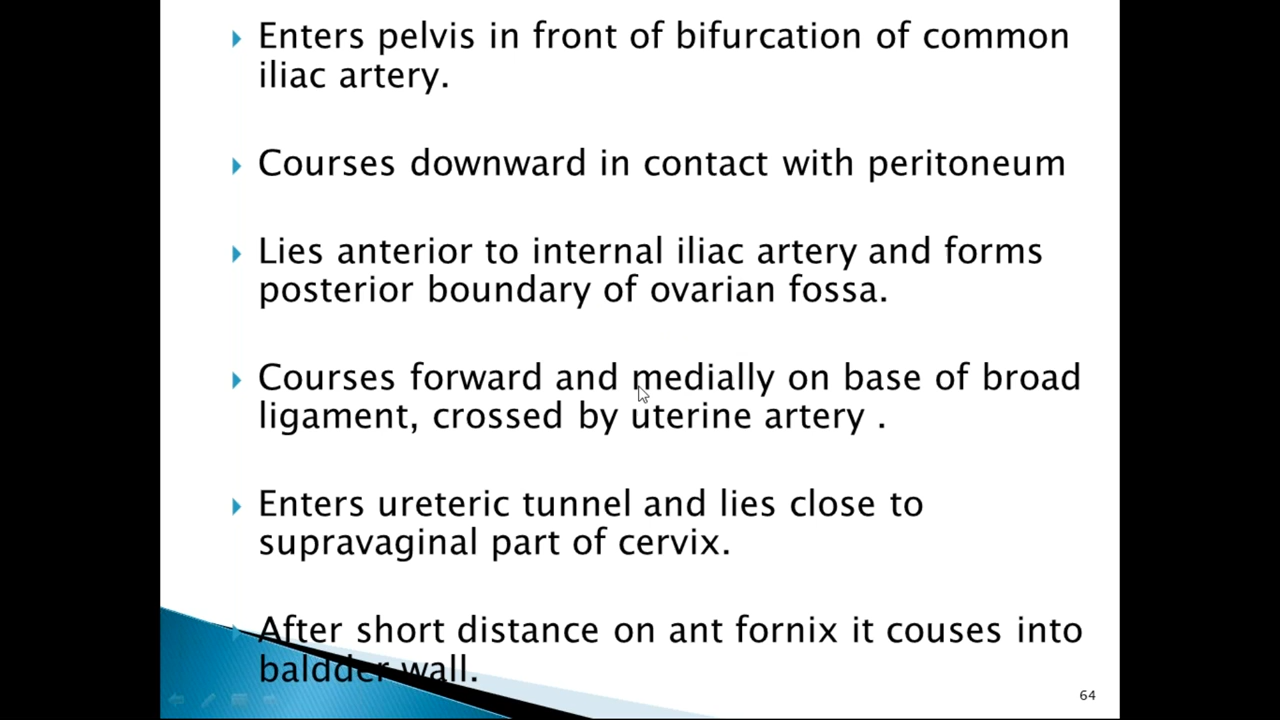 Enters pelvis in front of bifurcation of common
iliac artery.
Courses downward in contact with peritoneum
Lies anterior to internal iliac artery and forms
posterior boundary of ovarian fossa.
Courses forward and medially on base of broad
ligament, crossed by uterine artery .
Enters ureteric tunnel and lies close to
supravaginal part of cervix.
After short distance on ant fornix it couses into
baldder wall.
64